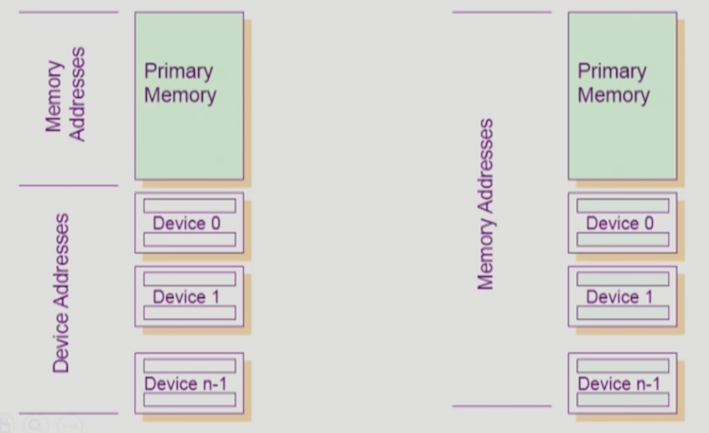 Memory
Addresses
Primary
Memory
Device Addresses
Device 0
Device 1
Device n-1
Memory Addresses
Primary
Memory
Device 0
Device 1
Device n-1